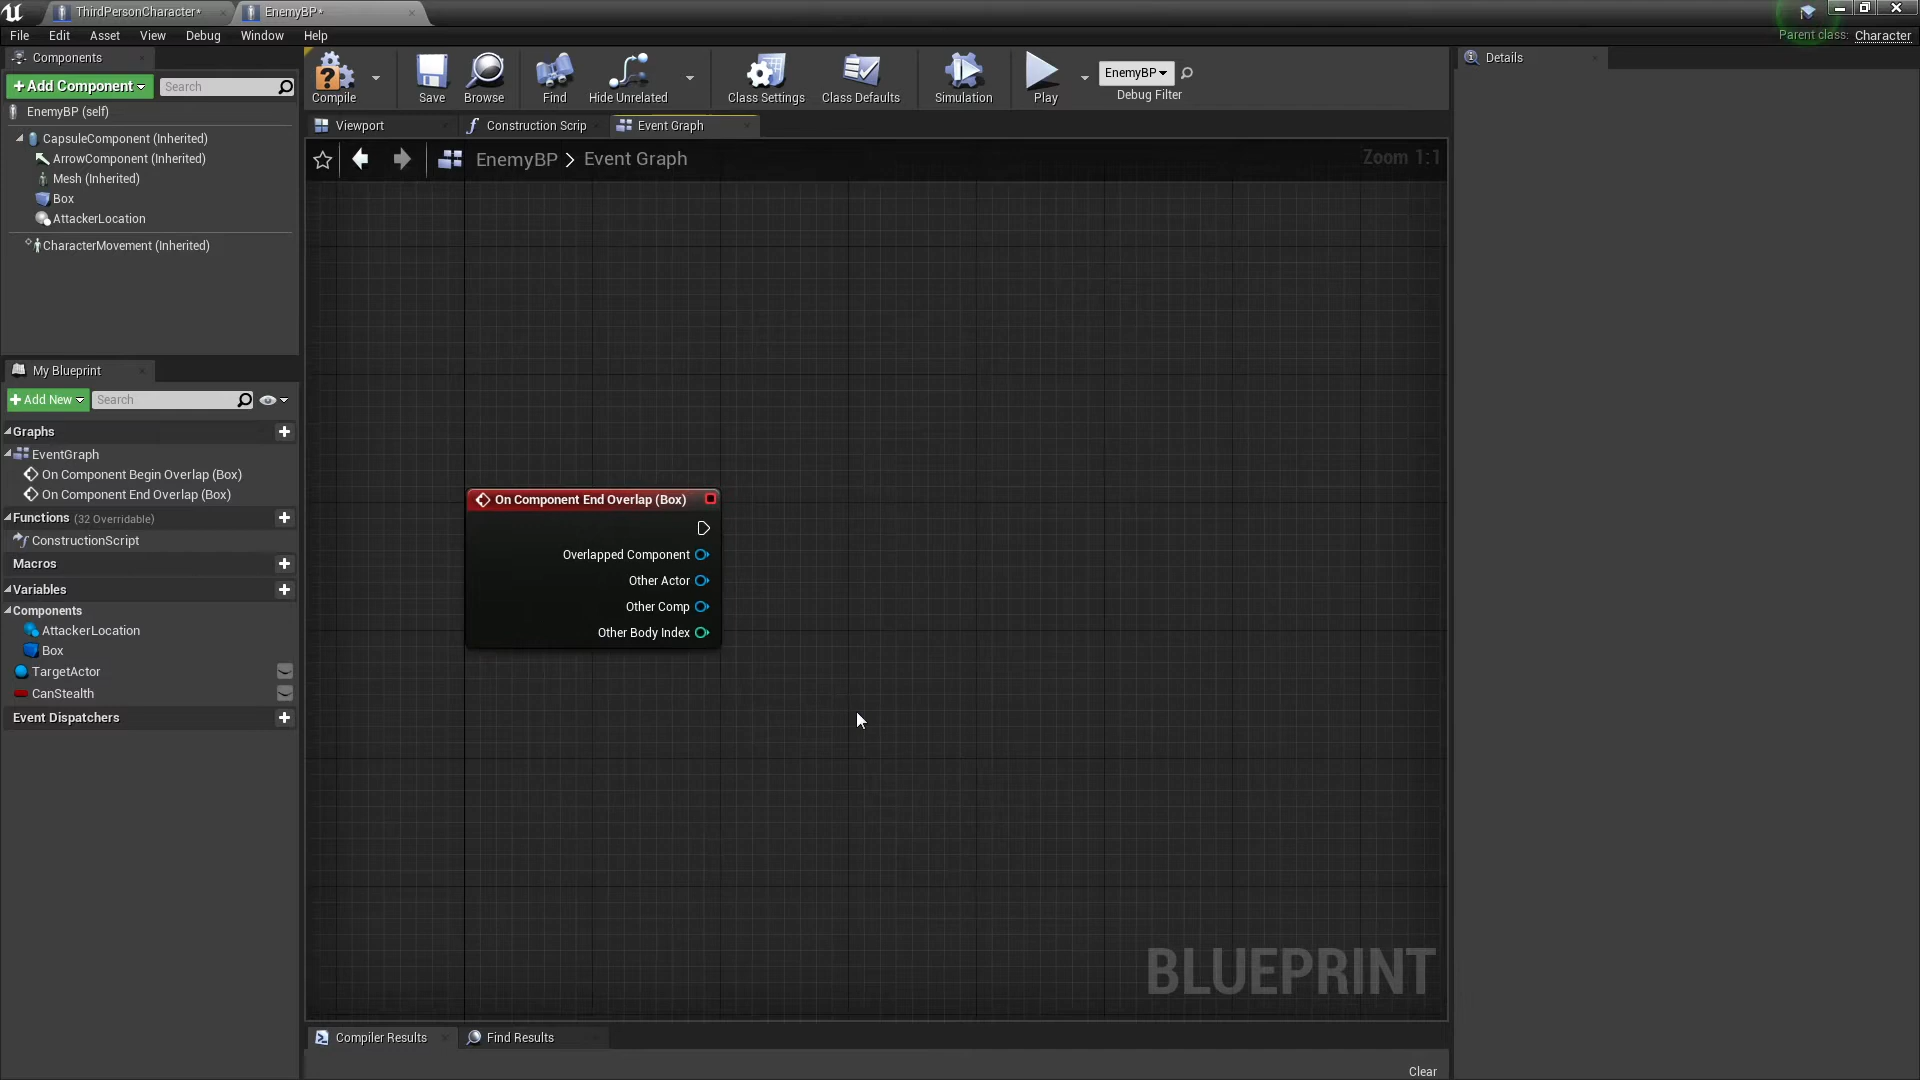 ThirdPersonCharacter*
EnemyBP*
File Edit Asset View Debug Window Help
Parent class: Character
Components
+ Add Component
Search
EnemyBP (self)
CapsuleComponent (Inherited)
ArrowComponent (Inherited)
Mesh (Inherited)
Box
AttackerLocation
CharacterMovement (Inherited)
My Blueprint
+ Add New
Search
Graphs
EventGraph
On Component Begin Overlap (Box)
On Component End Overlap (Box)
Functions (32 Overridable)
ConstructionScript
Macros
Variables
Components
AttackerLocation
Box
TargetActor
CanStealth
Event Dispatchers
Compile
Save
Browse
Find
Hide Unrelated
Class Settings
Class Defaults
Simulation
Play
EnemyBP
Debug Filter
Viewport
Construction Scrip
Event Graph
EnemyBP > Event Graph
Zoom 1:1
On Component End Overlap (Box)
Overlapped Component
Other Actor
Other Comp
Other Body Index
BLUEPRINT
Compiler Results
Find Results
Clear
Details